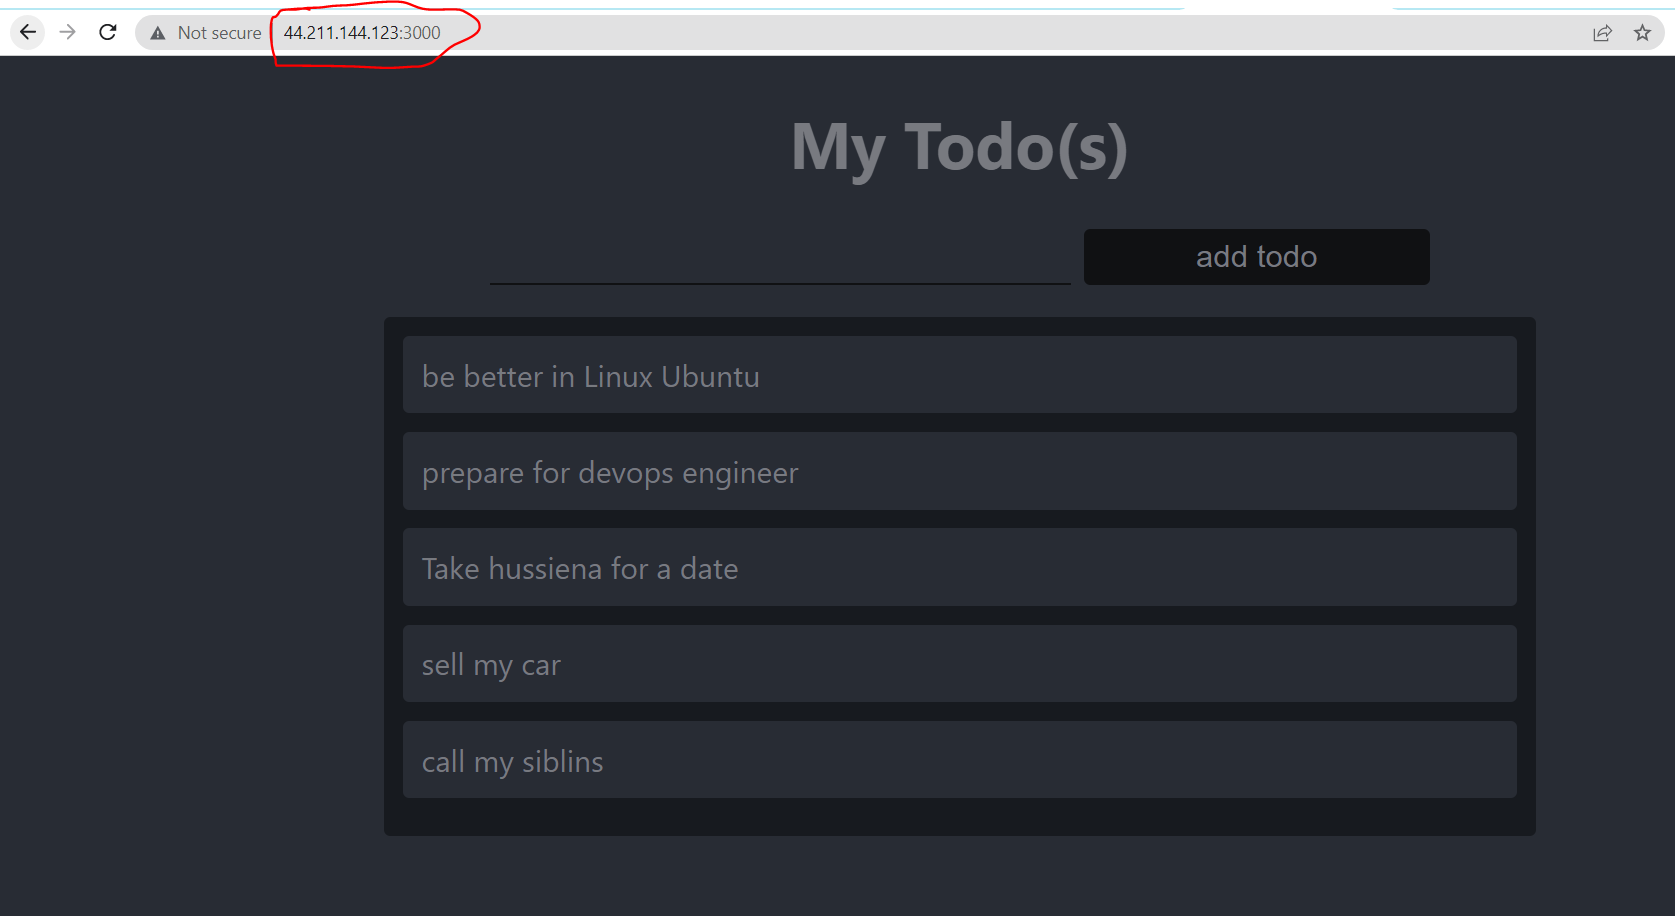 Not secure 44.211.144.123:3000
My Todo(s)
add todo
be better in Linux Ubuntu
prepare for devops engineer
Take hussiena for a date
sell my car
call my siblins